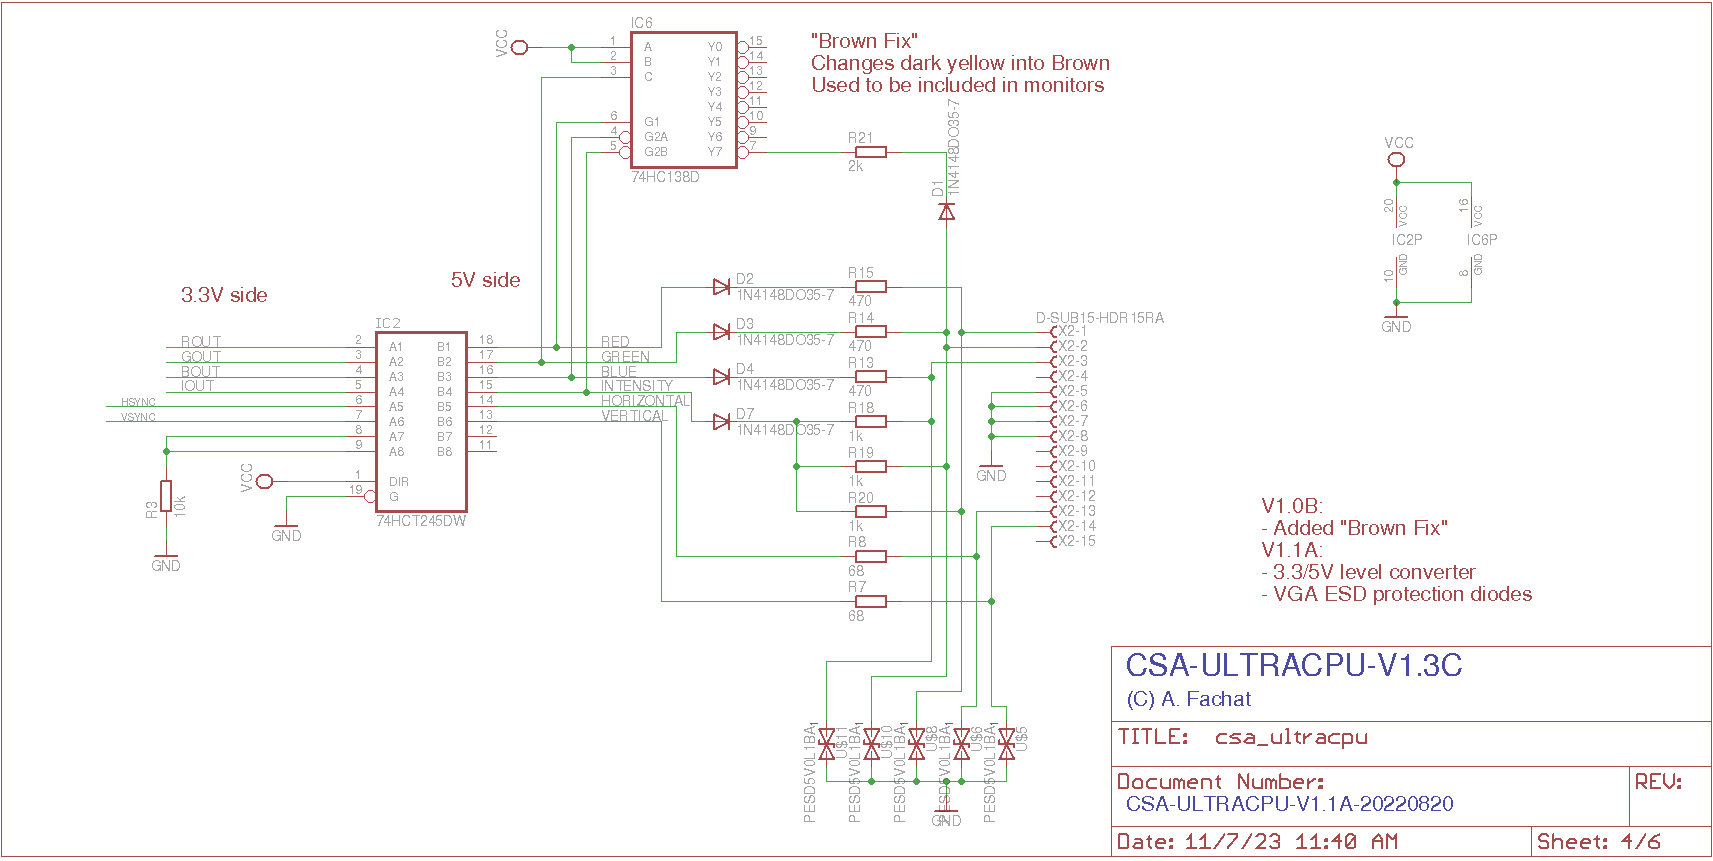 IC6
VCC
1 A Y0 15
2 B Y1 14
3 C Y2 13
Y3 12
Y4 11
6 G1 Y5 10
4 G2A Y6 9
5 G2B Y7 7
74HC138D
"Brown Fix"
Changes dark yellow into Brown
Used to be included in monitors
R21
2k
D1
1N4148DO35-7
VCC
20 VCC
16 VCC
IC2P
IC6P
10 GND
8 GND
GND
3.3V side
5V side
IC2
ROUT 2 A1 B1 18 RED
GOUT 3 A2 B2 17 GREEN
BOUT 4 A3 B3 16 BLUE
IOUT 5 A4 B4 15 INTENSITY
HSYNC 6 A5 B5 14 HORIZONTAL
VSYNC 7 A6 B6 13 VERTICAL
8 A7 B7 12
9 A8 B8 11
VCC 1 DIR
19 G
74HCT245DW
R3
10k
GND
GND
D2
1N4148DO35-7
D3
1N4148DO35-7
D4
1N4148DO35-7
D7
1N4148DO35-7
R15
470
R14
470
R13
470
R18
1k
R19
1k
R20
1k
R8
68
R7
68
D-SUB15-HDR15RA
X2-1
X2-2
X2-3
X2-4
X2-5
X2-6
X2-7
X2-8
X2-9
X2-10
X2-11
X2-12
X2-13
X2-14
X2-15
GND
V1.0B:
- Added "Brown Fix"
V1.1A:
- 3.3/5V level converter
- VGA ESD protection diodes
PESD5V0L1BA 1 U$11
PESD5V0L1BA 1 U$10
PESD5V0L1BA 1 U$8
PESD5V0L1BA 1 U$6
PESD5V0L1BA 1 U$5
GND
CSA-ULTRACPU-V1.3C
(C) A. Fachat
TITLE: csa_ultracpu
Document Number:
REV:
CSA-ULTRACPU-V1.1A-20220820
Date: 11/7/23 11:40 AM
Sheet: 4/6